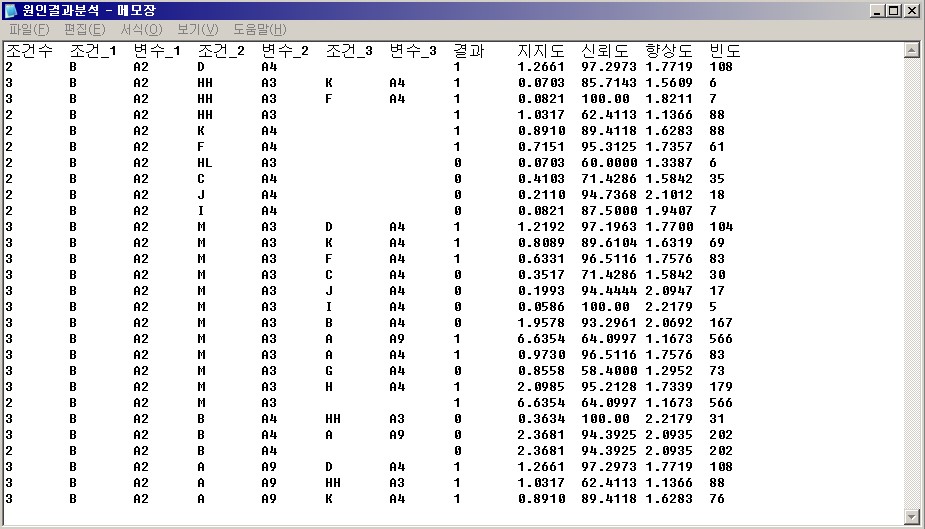 원인결과분석 - 메모장
파일(F) 편집(E) 서식(O) 보기(V) 도움말(H)
조건수 조건_1 변수_1 조건_2 변수_2 조건_3 변수_3 결과 지지도 신뢰도 향상도 빈도
2 B A2 D A4 1 1.2661 97.2973 1.7719 108
3 B A2 HH A3 K A4 1 0.0703 85.7143 1.5609 6
3 B A2 HH A3 F A4 1 0.0821 100.00 1.8211 7
2 B A2 HH A3 1 1.0317 62.4113 1.1366 88
2 B A2 K A4 1 0.8910 89.4118 1.6283 88
2 B A2 F A4 1 0.7151 95.3125 1.7357 61
2 B A2 HL A3 0 0.0703 60.0000 1.3387 6
2 B A2 C A4 0 0.4103 71.4286 1.5842 35
2 B A2 J A4 0 0.2110 94.7368 2.1012 18
2 B A2 I A4 0 0.0821 87.5000 1.9407 7
3 B A2 M A3 D A4 1 1.2192 97.1963 1.7700 104
3 B A2 M A3 K A4 1 0.8089 89.6104 1.6319 69
3 B A2 M A3 F A4 1 0.6331 96.5116 1.7576 83
3 B A2 M A3 C A4 0 0.3517 71.4286 1.5842 30
3 B A2 M A3 J A4 0 0.1993 94.4444 2.0947 17
3 B A2 M A3 I A4 0 0.0586 100.00 2.2179 5
3 B A2 M A3 B A4 0 1.9578 93.2961 2.0692 167
3 B A2 M A3 A A9 1 6.6354 64.0997 1.1673 566
3 B A2 M A3 A A4 1 0.9730 96.5116 1.7576 83
3 B A2 M A3 G A4 0 0.8558 58.4000 1.2952 73
3 B A2 M A3 H A4 1 2.0985 95.2128 1.7339 179
2 B A2 M A3 1 6.6354 64.0997 1.1673 566
3 B A2 B A4 HH A3 0 0.3634 100.00 2.2179 31
3 B A2 B A4 A A9 0 2.3681 94.3925 2.0935 202
2 B A2 B A4 0 2.3681 94.3925 2.0935 202
3 B A2 A A9 D A4 1 1.2661 97.2973 1.7719 108
3 B A2 A A9 HH A3 1 1.0317 62.4113 1.1366 88
3 B A2 A A9 K A4 1 0.8910 89.4118 1.6283 76